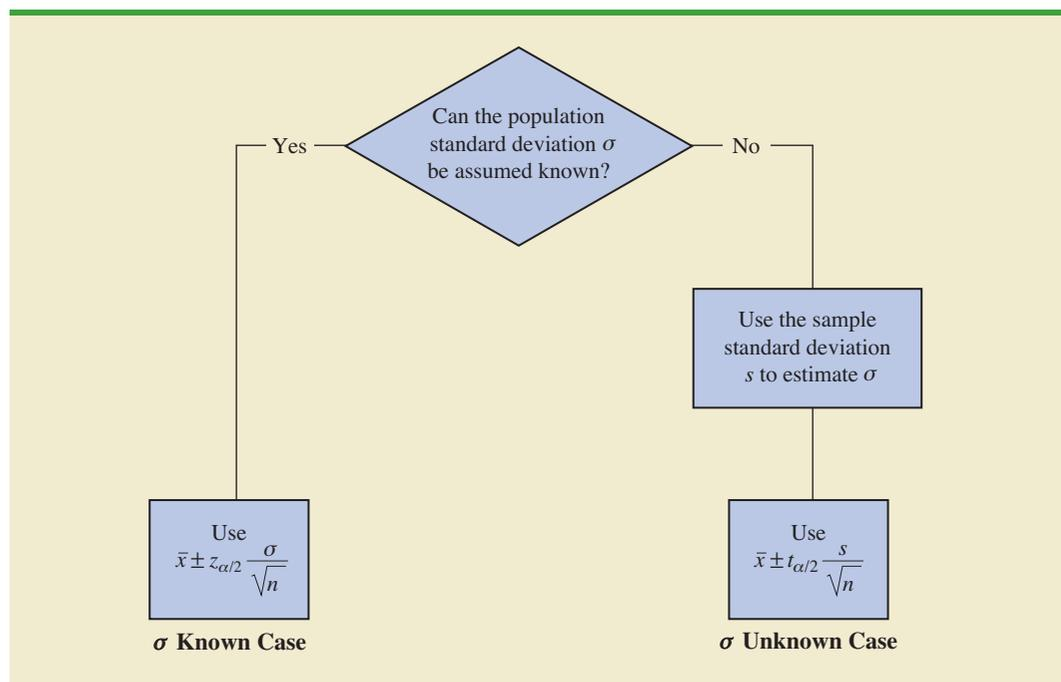 Can the population
standard deviation σ
be assumed known?
Yes
No
Use the sample
standard deviation
s to estimate σ
Use
x̄ ± z_{α/2} σ/√n
σ Known Case
Use
x̄ ± t_{α/2} s/√n
σ Unknown Case